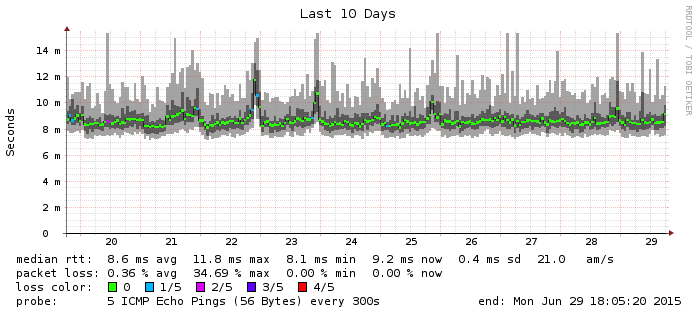 Last 10 Days
RRDTOOL / TOBI OETIKER
Seconds
14 m
12 m
10 m
8 m
6 m
4 m
2 m
0
20 21 22 23 24 25 26 27 28 29
median rtt: 8.6 ms avg 11.8 ms max 8.1 ms min 9.2 ms now 0.4 ms sd 21.0 am/s
packet loss: 0.36 % avg 34.69 % max 0.00 % min 0.00 % now
loss color: 0 1/5 2/5 3/5 4/5
probe: 5 ICMP Echo Pings (56 Bytes) every 300s end: Mon Jun 29 18:05:20 2015